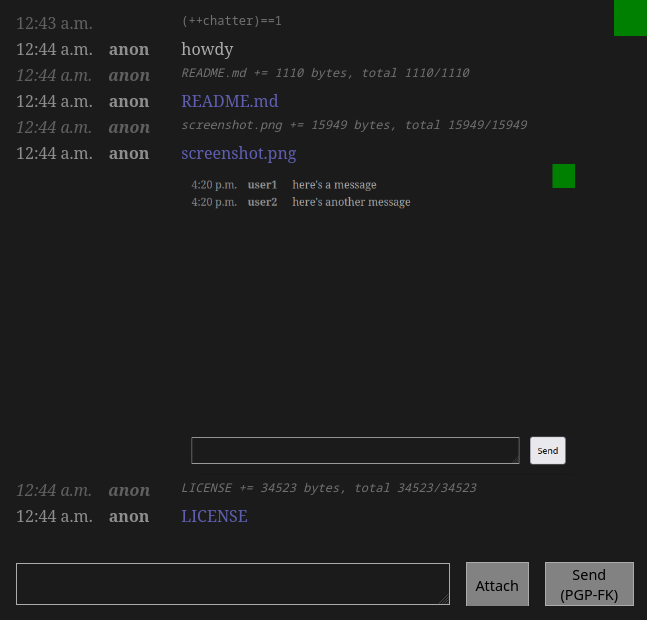 12:43 a.m. (++chatter)==1
12:44 a.m. anon howdy
12:44 a.m. anon README.md += 1110 bytes, total 1110/1110
12:44 a.m. anon README.md
12:44 a.m. anon screenshot.png += 15949 bytes, total 15949/15949
12:44 a.m. anon screenshot.png
4:20 p.m. user1 here's a message
4:20 p.m. user2 here's another message
Send
12:44 a.m. anon LICENSE += 34523 bytes, total 34523/34523
12:44 a.m. anon LICENSE
Attach
Send
(PGP-FK)